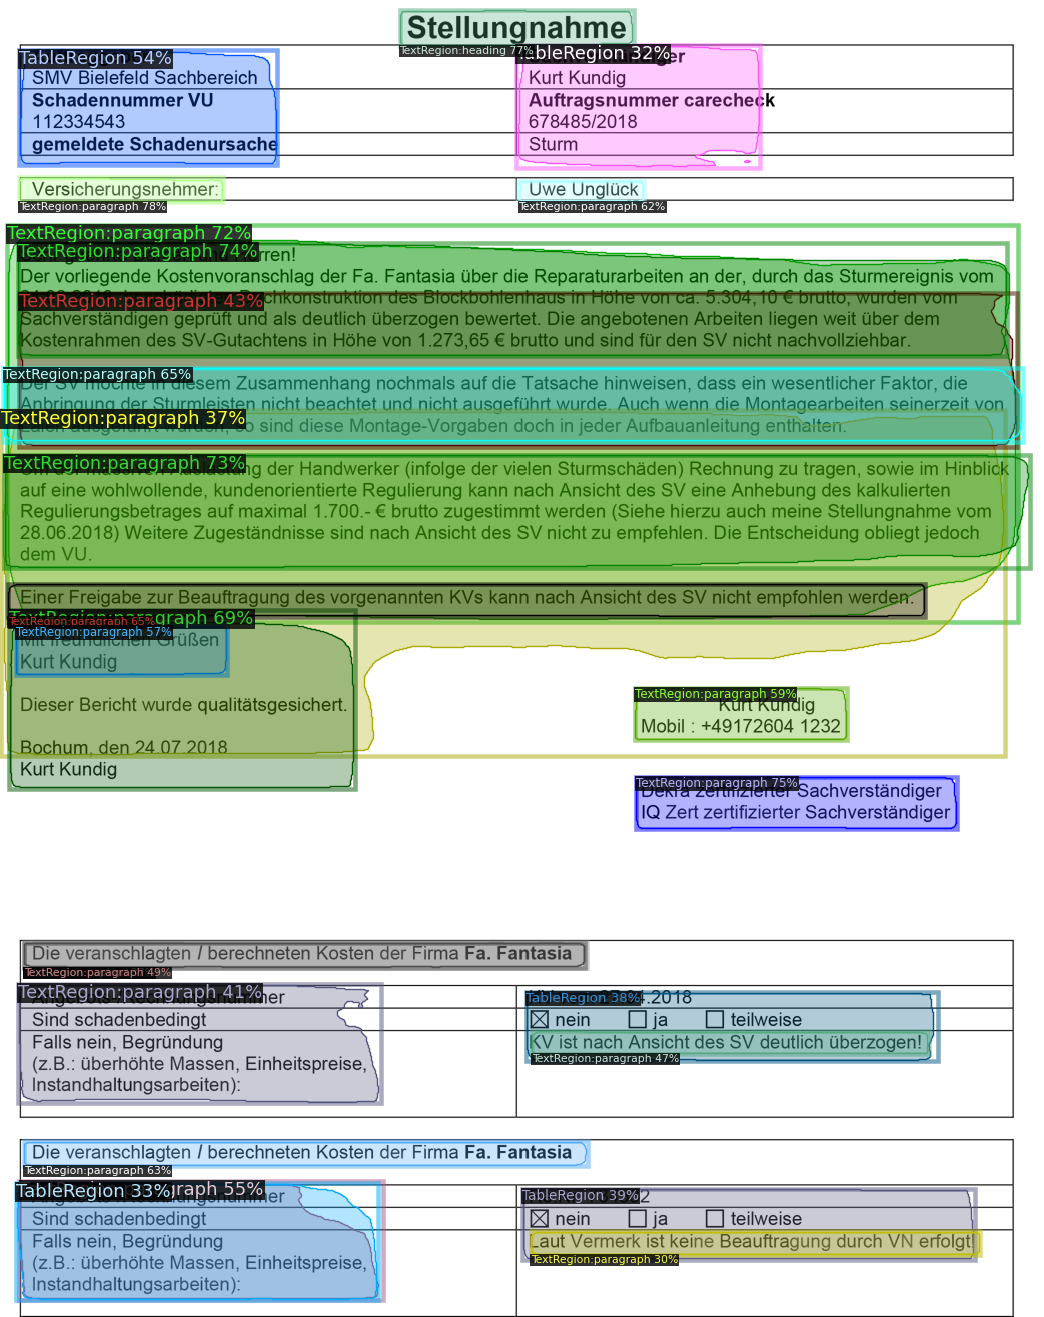 Stellungnahme
TextRegion:heading 77%
TableRegion 54%
TableRegion 32%
SMV Bielefeld Sachbereich
Kurt Kundig
Schadennummer VU
Auftragsnummer carecheck
112334543
678485/2018
gemeldete Schadenursache
Sturm
Versicherungsnehmer:
Uwe Unglück
TextRegion:paragraph 78%
TextRegion:paragraph 62%
TextRegion:paragraph 72%
TextRegion:paragraph 74%
Herren!
Der vorliegende Kostenvoranschlag der Fa. Fantasia über die Reparaturarbeiten an der, durch das Sturmereignis vom
TextRegion:paragraph 43%
Dachkonstruktion des Blockbohlenhaus in Höhe von ca. 5.304,10 € brutto, wurden vom
Sachverständigen geprüft und als deutlich überzogen bewertet. Die angebotenen Arbeiten liegen weit über dem
Kostenrahmen des SV-Gutachtens in Höhe von 1.273,65 € brutto und sind für den SV nicht nachvollziehbar.
TextRegion:paragraph 65%
Der SV möchte in diesem Zusammenhang nochmals auf die Tatsache hinweisen, dass ein wesentlicher Faktor, die
Anbringung der Sturmleisten nicht beachtet und nicht ausgeführt wurde. Auch wenn die Montagearbeiten seinerzeit von
TextRegion:paragraph 37%
Laien ausgeführt wurden, so sind diese Montage-Vorgaben doch in jeder Aufbauanleitung enthalten.
TextRegion:paragraph 73%
der Handwerker (infolge der vielen Sturmschäden) Rechnung zu tragen, sowie im Hinblick
auf eine wohlwollende, kundenorientierte Regulierung kann nach Ansicht des SV eine Anhebung des kalkulierten
Regulierungsbetrages auf maximal 1.700.- € brutto zugestimmt werden (Siehe hierzu auch meine Stellungnahme vom
28.06.2018) Weitere Zugeständnisse sind nach Ansicht des SV nicht zu empfehlen. Die Entscheidung obliegt jedoch
dem VU.
Einer Freigabe zur Beauftragung des vorgenannten KVs kann nach Ansicht des SV nicht empfohlen werden.
TextRegion:paragraph 69%
TextRegion:paragraph 65%
TextRegion:paragraph 57%
Mit freundlichen Grüßen
Kurt Kundig
Dieser Bericht wurde qualitätsgesichert.
TextRegion:paragraph 59%
Kurt Kundig
Mobil : +49172604 1232
Bochum, den 24.07.2018
Kurt Kundig
TextRegion:paragraph 75%
Dekra zertifizierter Sachverständiger
IQ Zert zertifizierter Sachverständiger
Die veranschlagten / berechneten Kosten der Firma Fa. Fantasia
TextRegion:paragraph 49%
TextRegion:paragraph 41%
TableRegion 38%
.2018
Sind schadenbedingt
nein ja teilweise
Falls nein, Begründung
KV ist nach Ansicht des SV deutlich überzogen!
(z.B.: überhöhte Massen, Einheitspreise,
TextRegion:paragraph 47%
Instandhaltungsarbeiten):
Die veranschlagten / berechneten Kosten der Firma Fa. Fantasia
TextRegion:paragraph 63%
TableRegion 33%
graph 55%
TableRegion 39%
2
Sind schadenbedingt
nein ja teilweise
Falls nein, Begründung
Laut Vermerk ist keine Beauftragung durch VN erfolgt!
(z.B.: überhöhte Massen, Einheitspreise,
TextRegion:paragraph 30%
Instandhaltungsarbeiten):